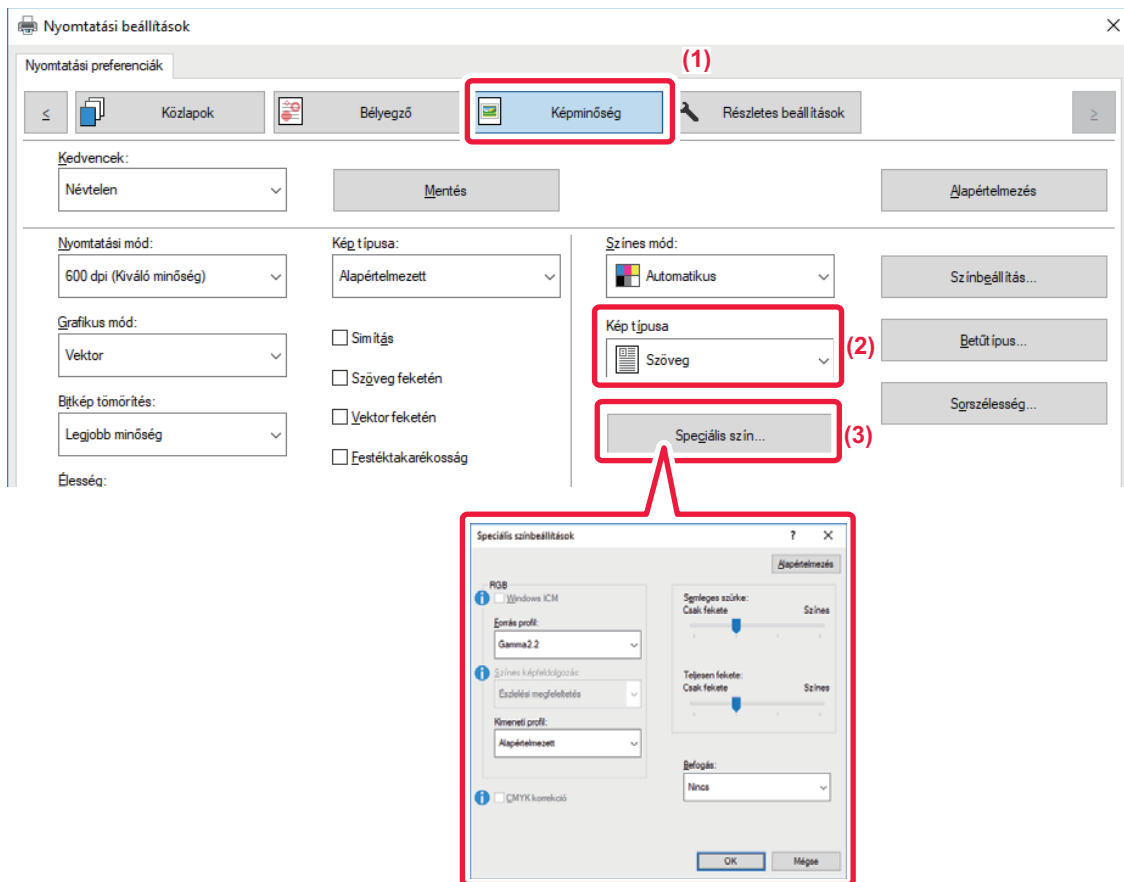 Nyomtatási beállítások
Nyomtatási preferenciák
(1)
<
Közlapok
Bélyegző
Képminőség
Részletes beállítások
>
Kedvencek:
Névtelen
Mentés
Alapértelmezés
Nyomtatási mód:
600 dpi (Kiváló minőség)
Kép típusa:
Alapértelmezett
Színes mód:
Automatikus
Színbeállítás...
Grafikus mód:
Vektor
Simítás
Szöveg feketén
Kép típusa
Szöveg
(2)
Betűtípus...
Bitkép tömörítés:
Legjobb minőség
Vektor feketén
Festéktakarékosság
Speciális szín...
(3)
Sorszélesség...
Élesség:
Speciális színbeállítások
?
Alapértelmezés
RGB
Windows ICM
Forrás profil:
Gamma2.2
Színes képfeldolgozás:
Észlelési megfeleltetés
Kimeneti profil:
Alapértelmezett
CMYK korrekció
Semleges szürke:
Csak fekete Színes
Teljesen fekete:
Csak fekete Színes
Befogás:
Nincs
OK
Mégse